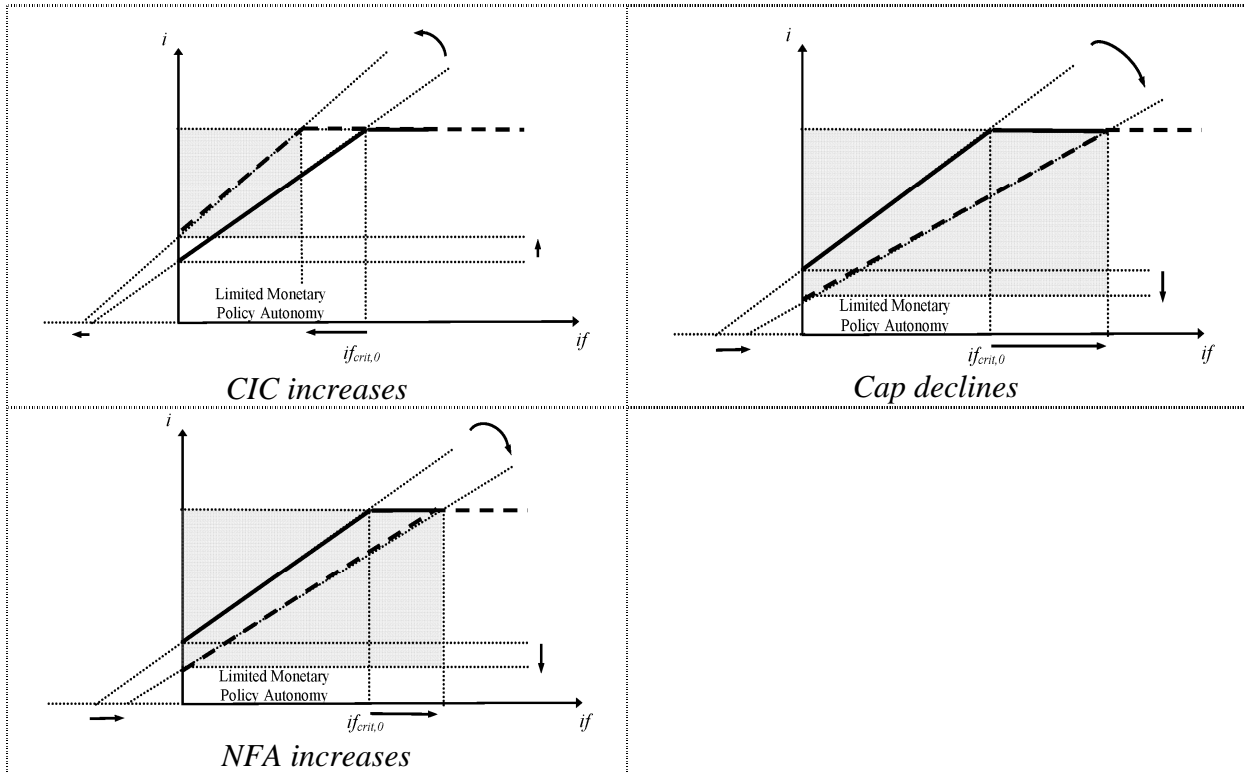 i
Limited Monetary
Policy Autonomy
if
if_crit,0
CIC increases
i
Limited Monetary
Policy Autonomy
if
if_crit,0
Cap declines
i
Limited Monetary
Policy Autonomy
if
if_crit,0
NFA increases